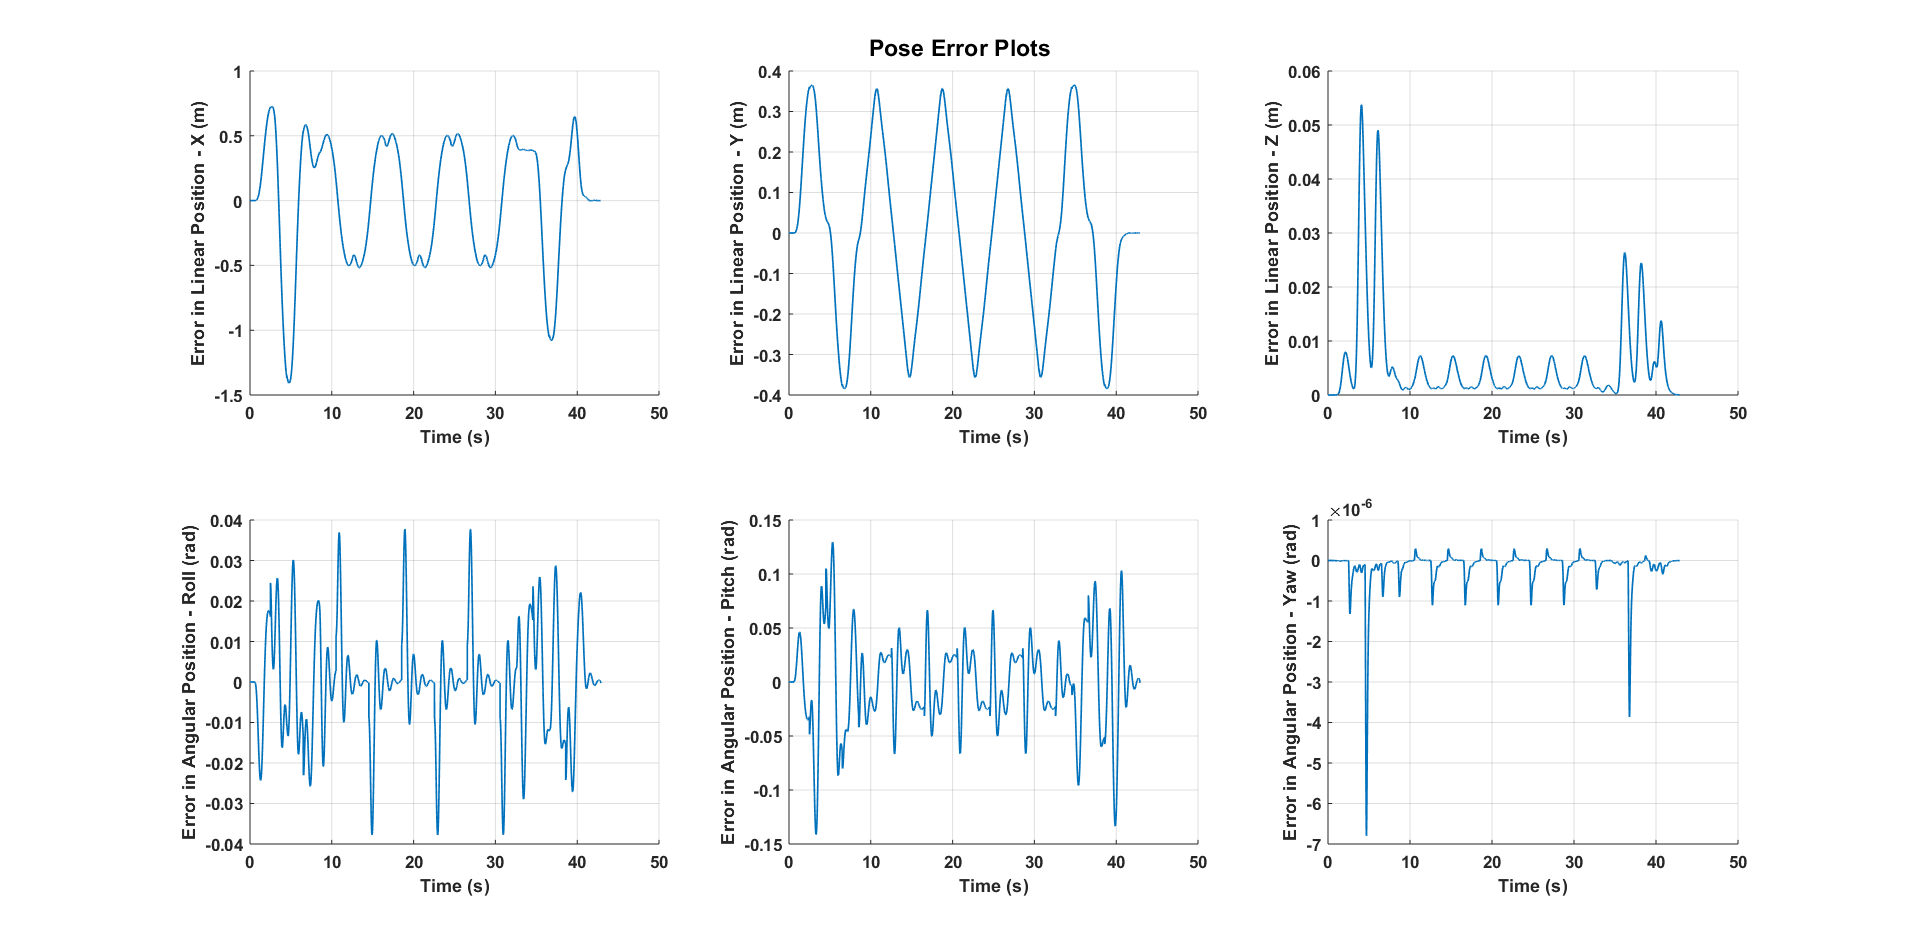 Pose Error Plots
Error in Linear Position - X (m)
1
0.5
0
-0.5
-1
-1.5
0 10 20 30 40 50
Time (s)
Error in Linear Position - Y (m)
0.4
0.3
0.2
0.1
0
-0.1
-0.2
-0.3
-0.4
0 10 20 30 40 50
Time (s)
Error in Linear Position - Z (m)
0.06
0.05
0.04
0.03
0.02
0.01
0
0 10 20 30 40 50
Time (s)
Error in Angular Position - Roll (rad)
0.04
0.03
0.02
0.01
0
-0.01
-0.02
-0.03
-0.04
0 10 20 30 40 50
Time (s)
Error in Angular Position - Pitch (rad)
0.15
0.1
0.05
0
-0.05
-0.1
-0.15
0 10 20 30 40 50
Time (s)
Error in Angular Position - Yaw (rad)
×10-6
1
0
-1
-2
-3
-4
-5
-6
-7
0 10 20 30 40 50
Time (s)